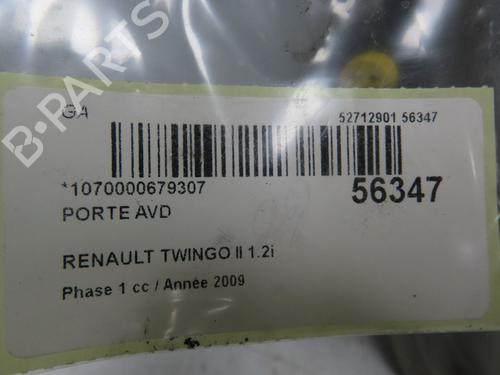 GA
52712901 56347
*1070000679307
56347
PORTE AVD
RENAULT TWINGO II 1.2i
Phase 1 cc / Année 2009
B-PARTS